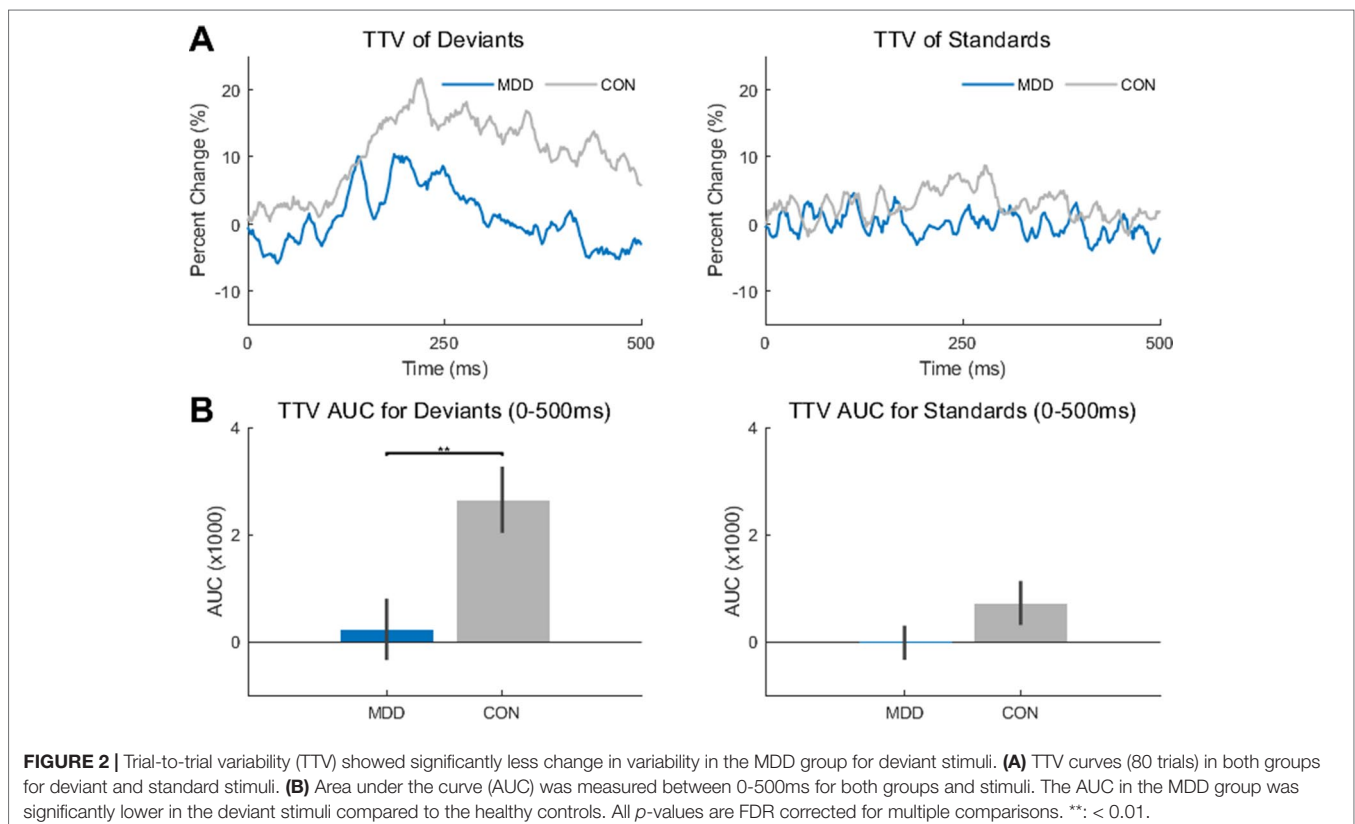 A
TTV of Deviants
TTV of Standards
MDD CON
MDD CON
Percent Change (%)
20
10
0
-10
0 250 500
Time (ms)
Percent Change (%)
20
10
0
-10
0 250 500
Time (ms)
B
TTV AUC for Deviants (0-500ms)
TTV AUC for Standards (0-500ms)
AUC (x1000)
4
2
0
**
MDD CON
AUC (x1000)
4
2
0
MDD CON
FIGURE 2 | Trial-to-trial variability (TTV) showed significantly less change in variability in the MDD group for deviant stimuli. (A) TTV curves (80 trials) in both groups
for deviant and standard stimuli. (B) Area under the curve (AUC) was measured between 0-500ms for both groups and stimuli. The AUC in the MDD group was
significantly lower in the deviant stimuli compared to the healthy controls. All p-values are FDR corrected for multiple comparisons. **: < 0.01.